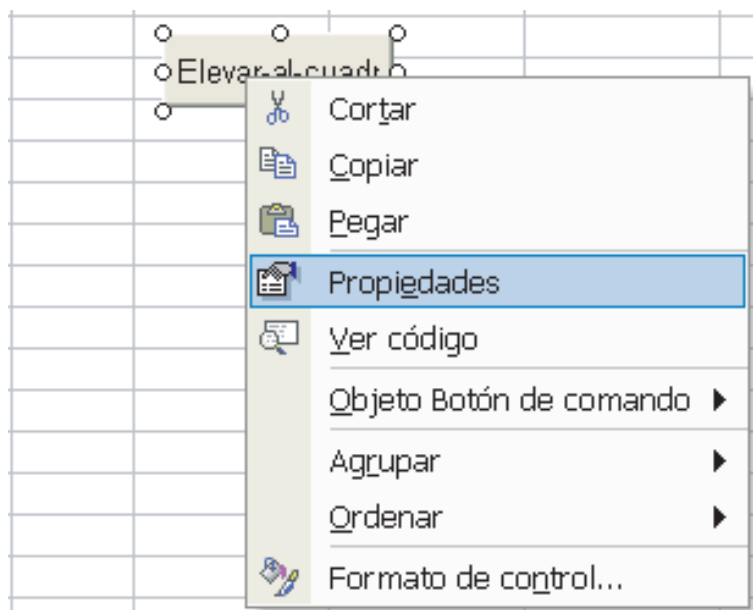 Elevar-al-cuadr
Cortar
Copiar
Pegar
Propiedades
Ver código
Objeto Botón de comando
Agrupar
Ordenar
Formato de control...